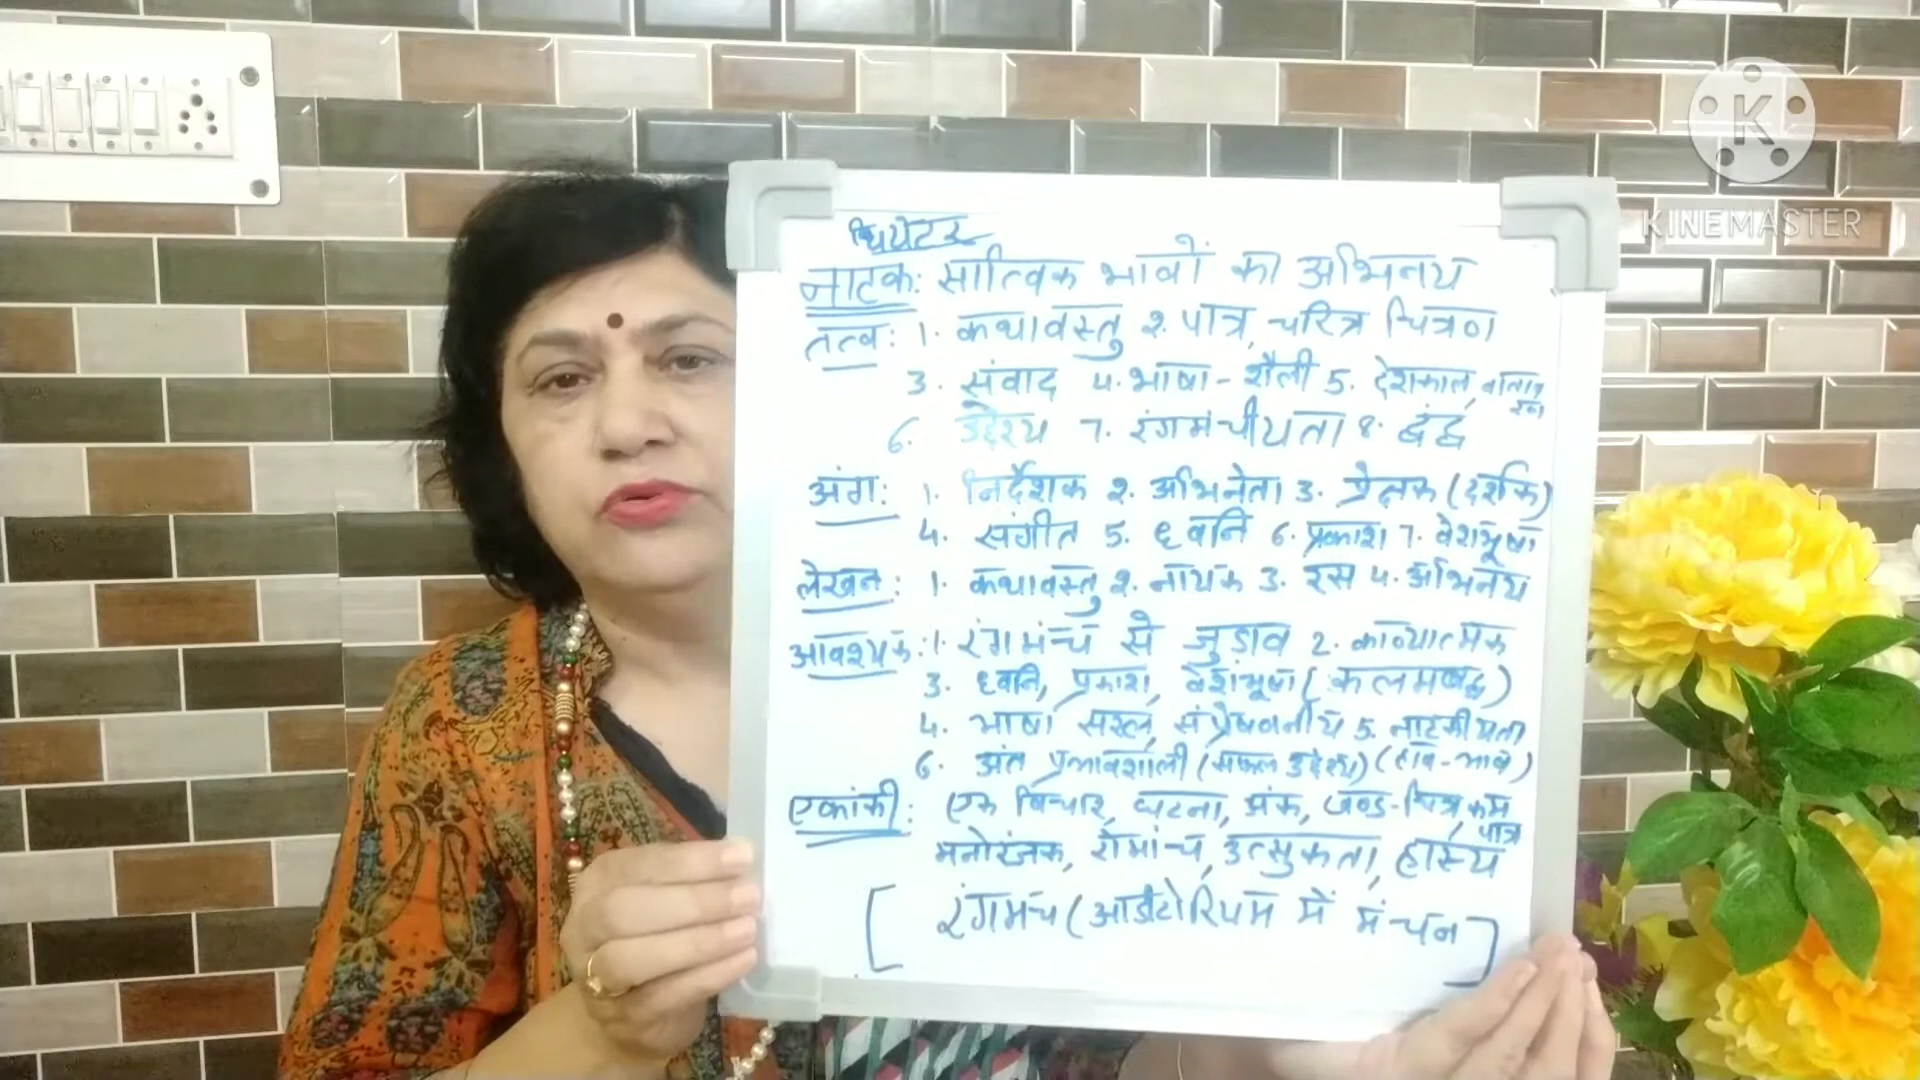 थियेटर
नाटक: सात्विक भावों का अभिनय
तत्व: 1. कथावस्तु 2. पात्र, चरित्र चित्रण
3. संवाद 4. भाषा-शैली 5. देशकाल, वातावरण
6. उद्देश्य 7. रंगमंचीयता 8. द्वंद्व
अंग: 1. निर्देशक 2. अभिनेता 3. प्रेक्षक (दर्शक)
4. संगीत 5. ध्वनि 6. प्रकाश 7. वेशभूषा
लेखन: 1. कथावस्तु 2. नायक 3. रस 4. अभिनय
आवश्यक: 1. रंगमंच से जुड़ाव 2. काव्यात्मक
3. ध्वनि, प्रकाश, वेशभूषा (कलमबद्ध)
4. भाषा सरल, संप्रेषणीय 5. नाटकीयता
6. अंत प्रभावशाली (सफल उद्देश्य) (हाव-भाव)
एकांकी: एक विचार, घटना, अंक, कम पात्र
मनोरंजक, रोमांच, उत्सुकता, हास्य
[रंगमंच (आडीटोरियम में मंचन]
K
KINEMASTER